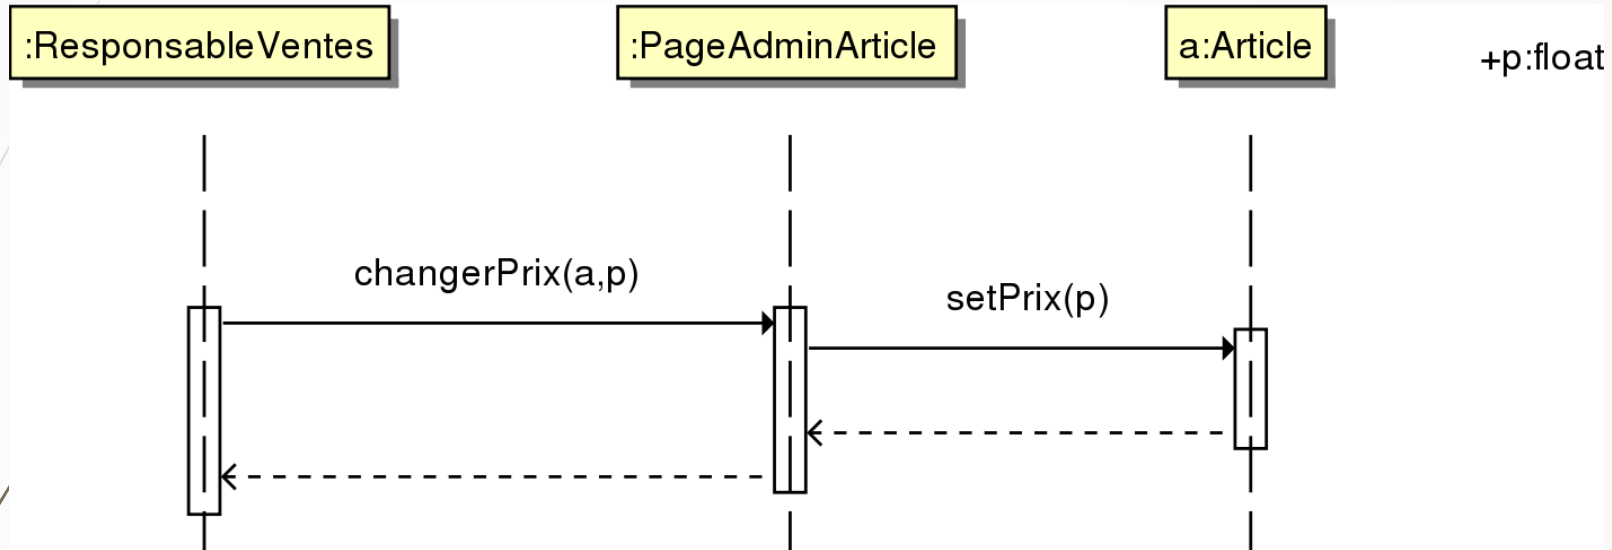 :ResponsableVentes
:PageAdminArticle
a:Article
+p:float
changerPrix(a,p)
setPrix(p)